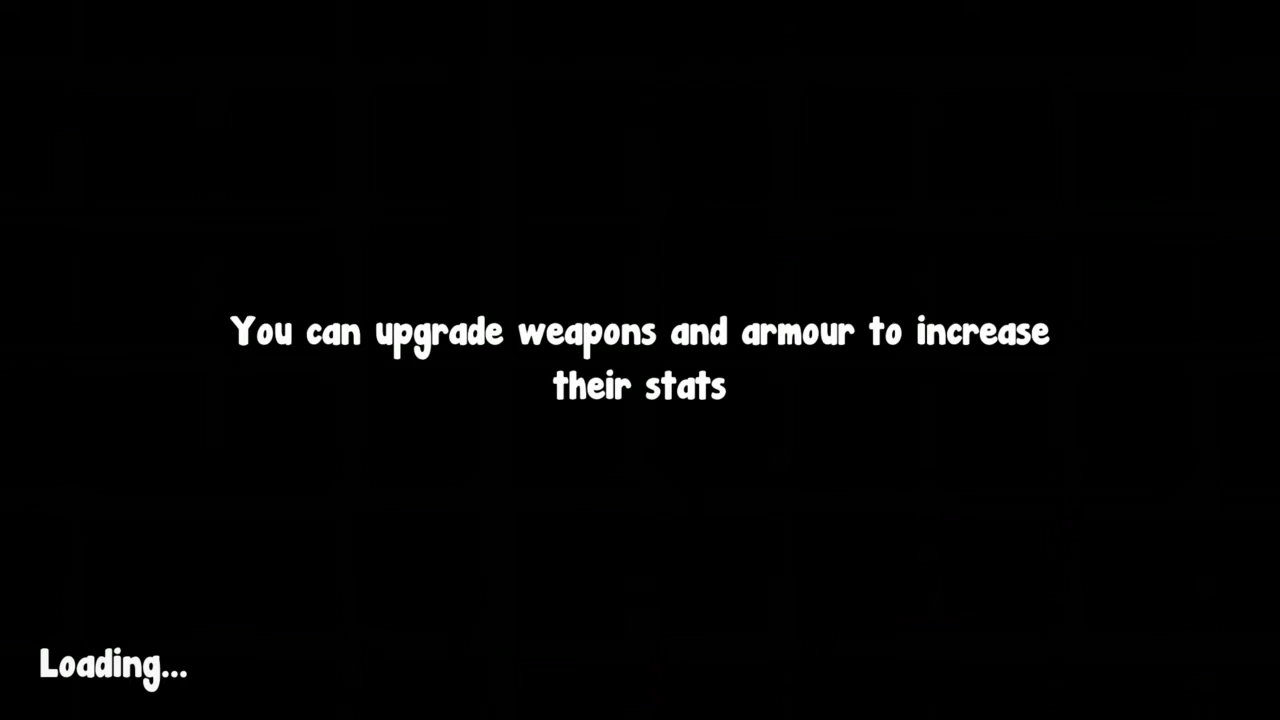 You can upgrade weapons and armour to increase
their stats
Loading...